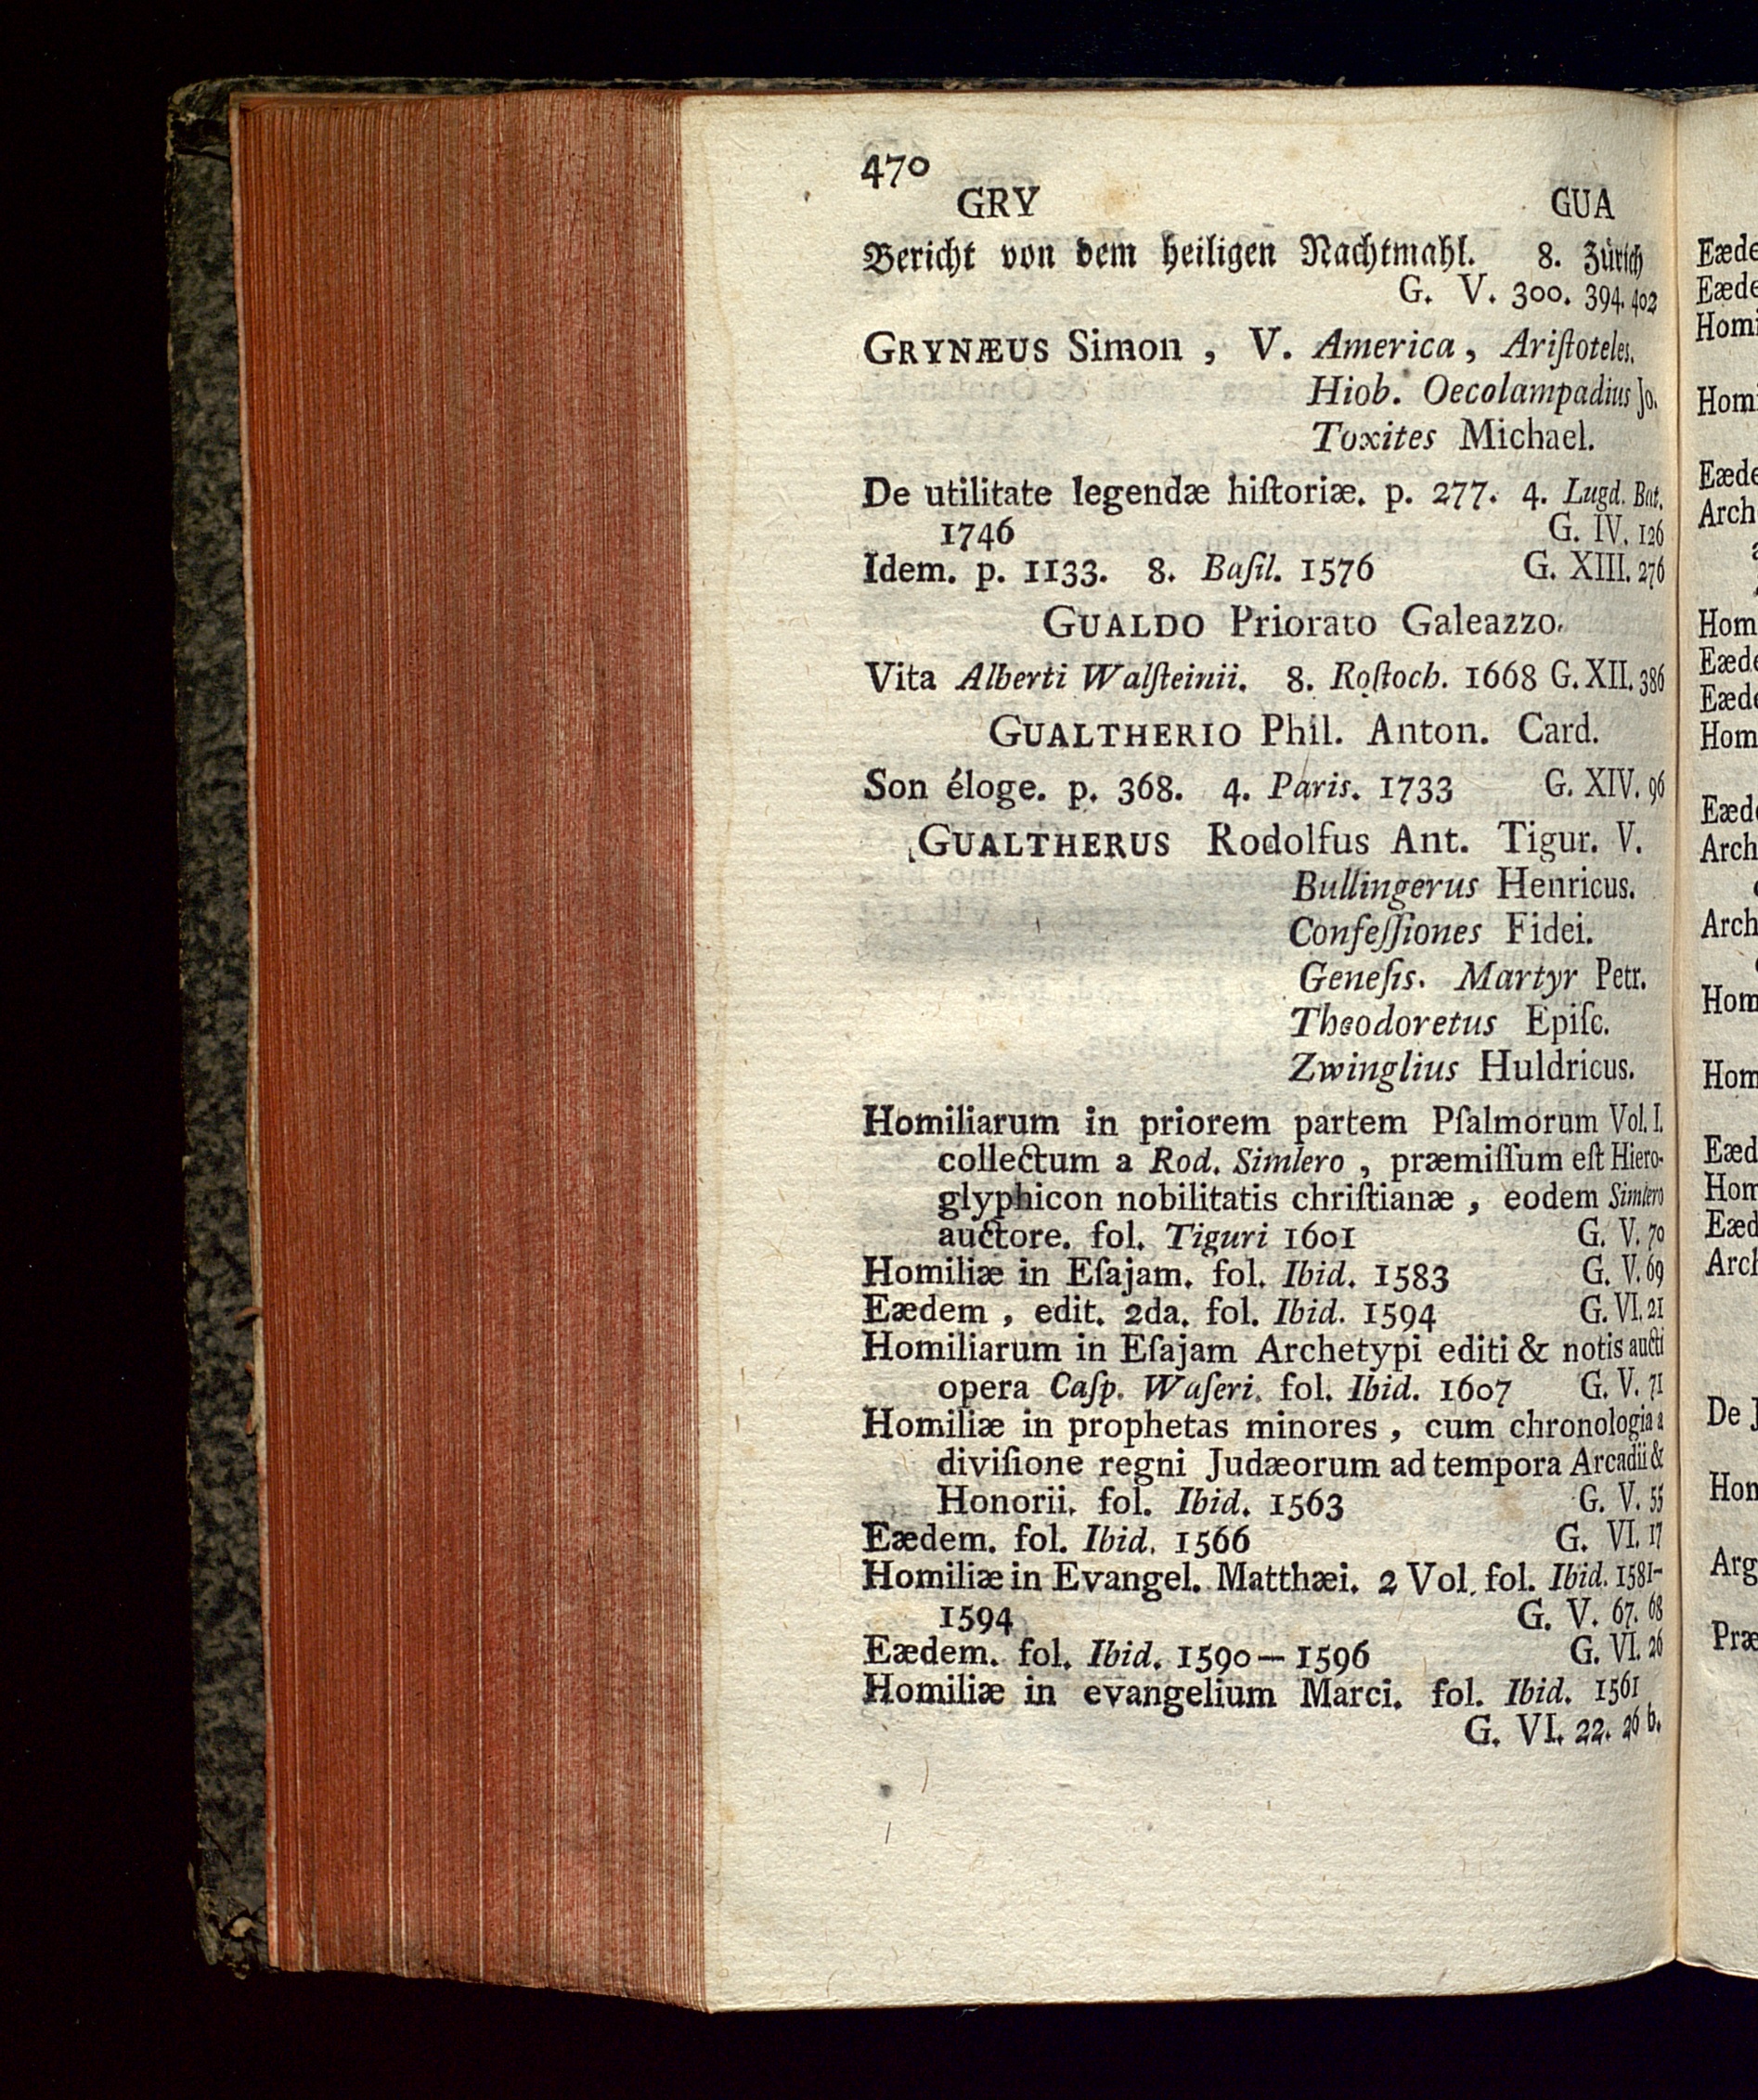 470
GRY GUA
Bericht von dem heiligen Nachtmahl. 8. Zürich
G. V. 300. 394. 402
GRYNÆUS Simon , V. America, Ariſtoteles.
Hiob. Oecolampadius Jo.
Toxites Michael.
De utilitate legendæ hiſtoriæ. p. 277. 4. Lugd. Bat.
1746 G. IV. 126
Idem. p. 1133. 8. Baſil. 1576 G. XIII. 276
GUALDO Priorato Galeazzo.
Vita Alberti Walſteinii. 8. Roſtoch. 1668 G. XII. 386
GUALTHERIO Phil. Anton. Card.
Son éloge. p. 368. 4. Paris. 1733 G. XIV. 96
GUALTHERUS Rodolfus Ant. Tigur. V.
Bullingerus Henricus.
Confeſſiones Fidei.
Geneſis. Martyr Petr.
Theodoretus Epiſc.
Zwinglius Huldricus.
Homiliarum in priorem partem Pſalmorum Vol. I.
collectum a Rod. Simlero , præmiſſum eſt Hiero-
glyphicon nobilitatis chriſtianæ , eodem Simlero
auctore. fol. Tiguri 1601 G. V. 70
Homiliæ in Eſajam. fol. Ibid. 1583 G. V. 69
Eædem , edit. 2da. fol. Ibid. 1594 G. VI. 21
Homiliarum in Eſajam Archetypi editi & notis aucti
opera Caſp. Waſeri. fol. Ibid. 1607 G. V. 71
Homiliæ in prophetas minores , cum chronologia a
diviſione regni Judæorum ad tempora Arcadii &
Honorii. fol. Ibid. 1563 G. V. 55
Eædem. fol. Ibid. 1566 G. VI. 17
Homiliæ in Evangel. Matthæi. 2 Vol. fol. Ibid. 1581-
1594 G. V. 67. 68
Eædem. fol. Ibid. 1590 — 1596 G. VI. 26
Homiliæ in evangelium Marci. fol. Ibid. 1561
G. VI. 22. 26 b.